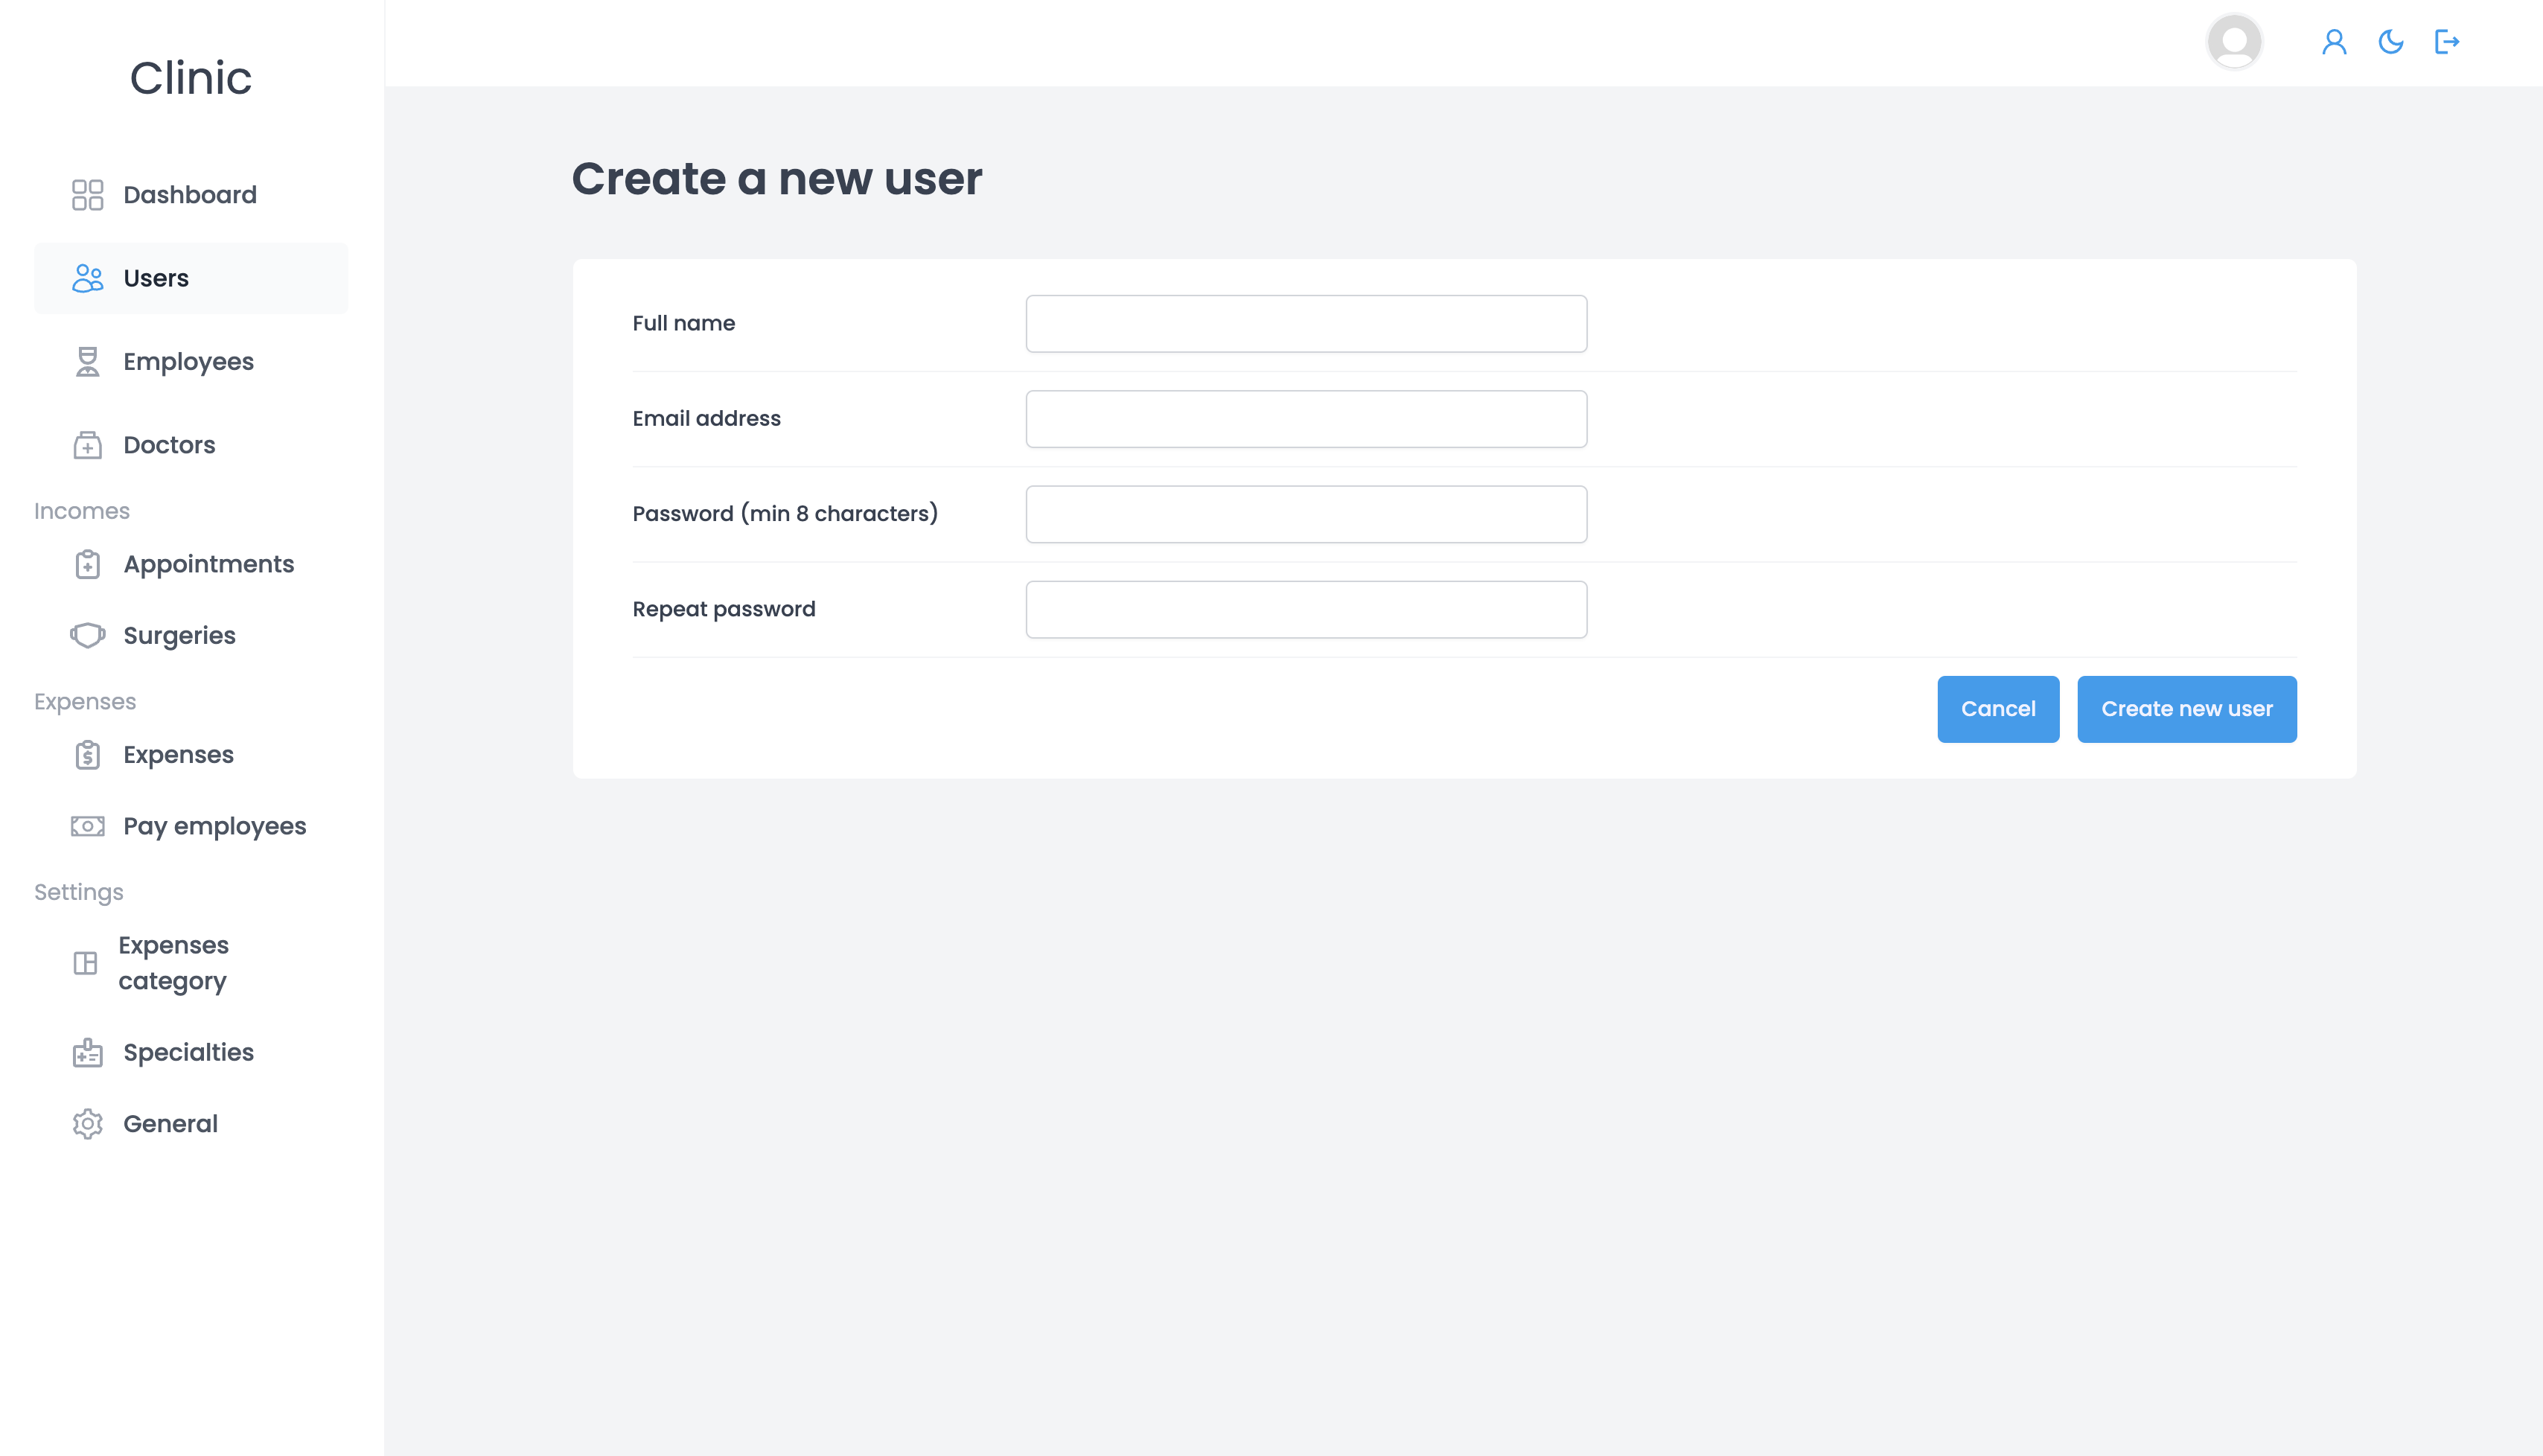 Clinic
Dashboard
Users
Employees
Doctors
Incomes
Appointments
Surgeries
Expenses
Expenses
Pay employees
Settings
Expenses
category
Specialties
General
Create a new user
Full name
Email address
Password (min 8 characters)
Repeat password
Cancel
Create new user